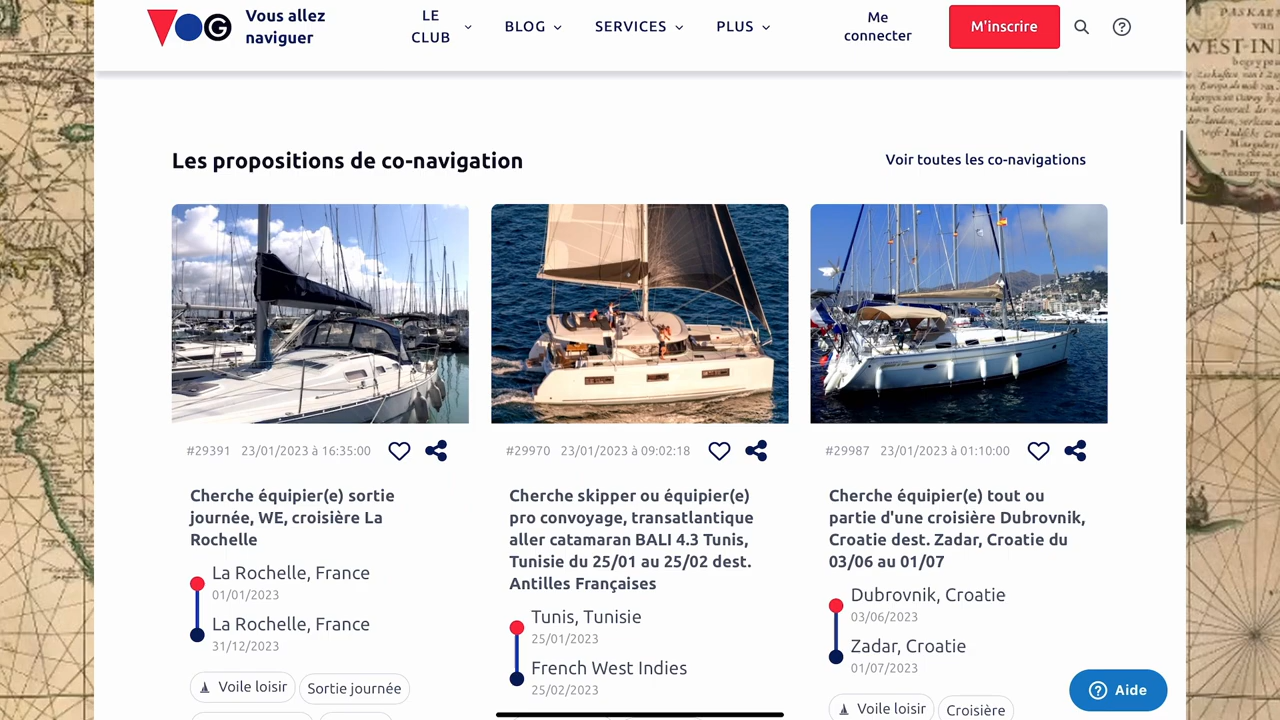 VOG
Vous allez
naviguer
LE
CLUB
BLOG
SERVICES
PLUS
Me
connecter
M'inscrire
Les propositions de co-navigation
Voir toutes les co-navigations
#29391 23/01/2023 à 16:35:00
Cherche équipier(e) sortie
journée, WE, croisière La
Rochelle
La Rochelle, France
01/01/2023
La Rochelle, France
31/12/2023
Voile loisir
Sortie journée
#29970 23/01/2023 à 09:02:18
Cherche skipper ou équipier(e)
pro convoyage, transatlantique
aller catamaran BALI 4.3 Tunis,
Tunisie du 25/01 au 25/02 dest.
Antilles Françaises
Tunis, Tunisie
25/01/2023
French West Indies
25/02/2023
#29987 23/01/2023 à 01:10:00
Cherche équipier(e) tout ou
partie d'une croisière Dubrovnik,
Croatie dest. Zadar, Croatie du
03/06 au 01/07
Dubrovnik, Croatie
03/06/2023
Zadar, Croatie
01/07/2023
Voile loisir
Croisière
Aide
WEST-IN